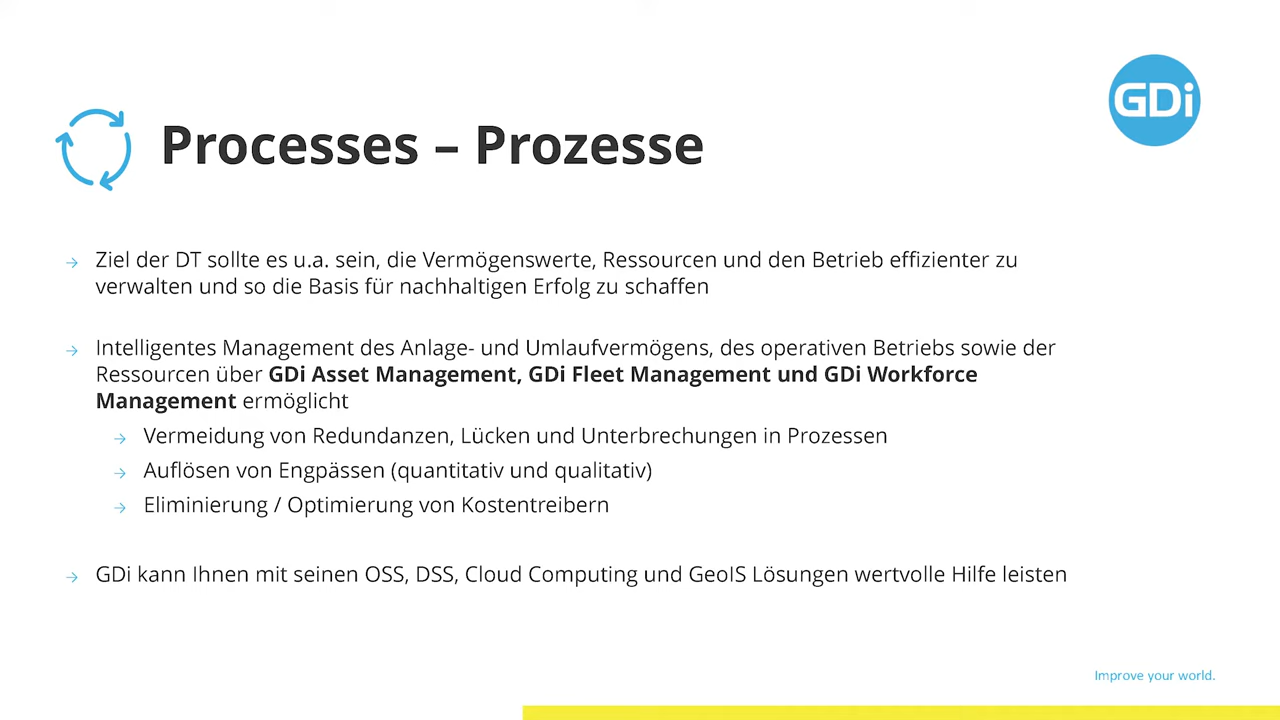 GDi
Processes – Prozesse
→ Ziel der DT sollte es u.a. sein, die Vermögenswerte, Ressourcen und den Betrieb effizienter zu
verwalten und so die Basis für nachhaltigen Erfolg zu schaffen
→ Intelligentes Management des Anlage- und Umlaufvermögens, des operativen Betriebs sowie der
Ressourcen über GDi Asset Management, GDi Fleet Management und GDi Workforce
Management ermöglicht
→ Vermeidung von Redundanzen, Lücken und Unterbrechungen in Prozessen
→ Auflösen von Engpässen (quantitativ und qualitativ)
→ Eliminierung / Optimierung von Kostentreibern
→ GDi kann Ihnen mit seinen OSS, DSS, Cloud Computing und GeoIS Lösungen wertvolle Hilfe leisten
Improve your world.